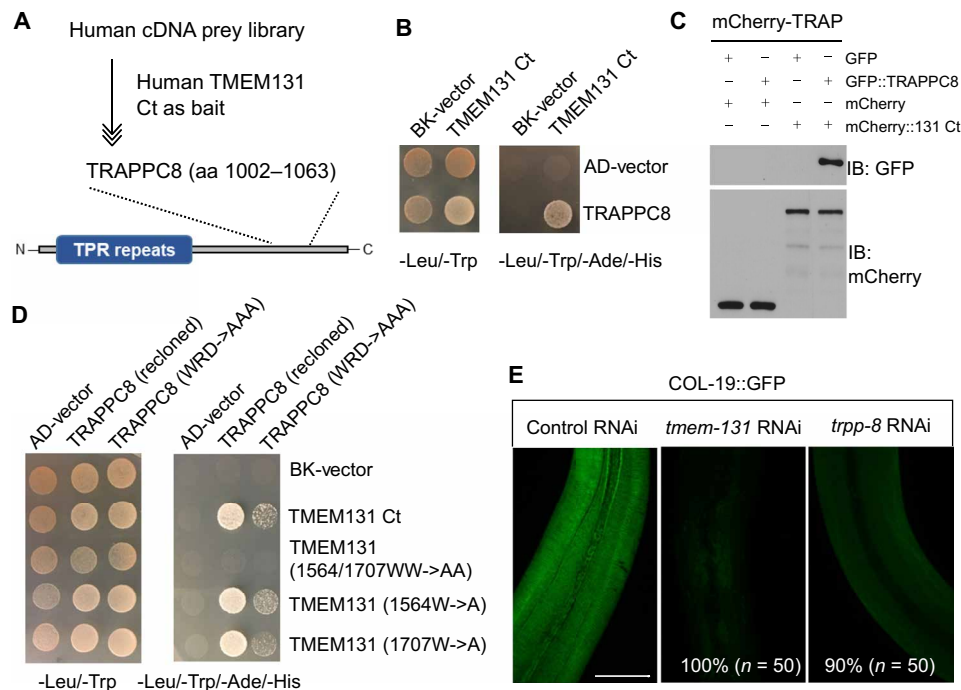 A
Human cDNA prey library
Human TMEM131
Ct as bait
TRAPPC8 (aa 1002–1063)
N
TPR repeats
C
B
BK-vector
TMEM131 Ct
BK-vector
TMEM131 Ct
AD-vector
TRAPPC8
-Leu/-Trp
-Leu/-Trp/-Ade/-His
C
mCherry-TRAP
+ – + – GFP
– + – + GFP::TRAPPC8
+ + – – mCherry
– – + + mCherry::131 Ct
IB: GFP
IB:
mCherry
D
AD-vector
TRAPPC8 (recloned)
TRAPPC8 (WRD->AAA)
AD-vector
TRAPPC8 (recloned)
TRAPPC8 (WRD->AAA)
BK-vector
TMEM131 Ct
TMEM131
(1564/1707WW->AA)
TMEM131 (1564W->A)
TMEM131 (1707W->A)
-Leu/-Trp
-Leu/-Trp/-Ade/-His
E
COL-19::GFP
Control RNAi
tmem-131 RNAi
trpp-8 RNAi
100% (n = 50)
90% (n = 50)